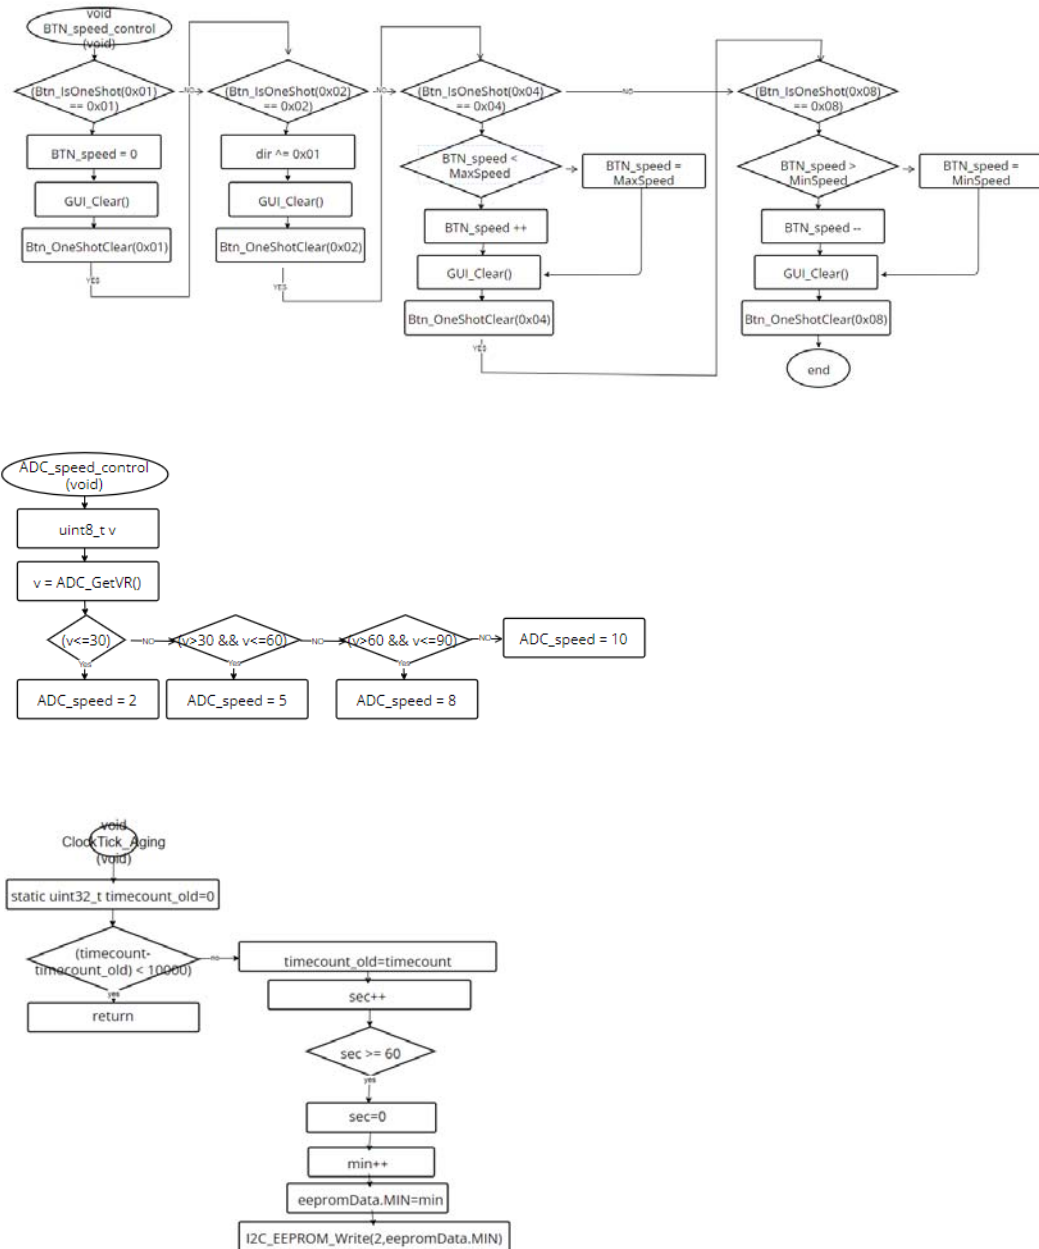 void
BTN_speed_control
(void)
(Btn_IsOneShot(0x01)
== 0x01)
NO
(Btn_IsOneShot(0x02)
== 0x02)
NO
(Btn_IsOneShot(0x04)
== 0x04)
NO
(Btn_IsOneShot(0x08)
== 0x08)
BTN_speed = 0
dir ^= 0x01
BTN_speed <
MaxSpeed
BTN_speed =
MaxSpeed
BTN_speed >
MinSpeed
BTN_speed =
MinSpeed
GUI_Clear()
GUI_Clear()
BTN_speed ++
BTN_speed --
Btn_OneShotClear(0x01)
Btn_OneShotClear(0x02)
GUI_Clear()
GUI_Clear()
YES
YES
Btn_OneShotClear(0x04)
Btn_OneShotClear(0x08)
YES
end
ADC_speed_control
(void)
uint8_t v
v = ADC_GetVR()
(v<=30)
NO
(v>30 && v<=60)
NO
(v>60 && v<=90)
NO
ADC_speed = 10
Yes
Yes
Yes
ADC_speed = 2
ADC_speed = 5
ADC_speed = 8
void
ClockTick_Aging
(void)
static uint32_t timecount_old=0
(timecount-
timecount_old) < 10000)
no
timecount_old=timecount
yes
return
sec++
sec >= 60
yes
sec=0
min++
eepromData.MIN=min
I2C_EEPROM_Write(2,eepromData.MIN)